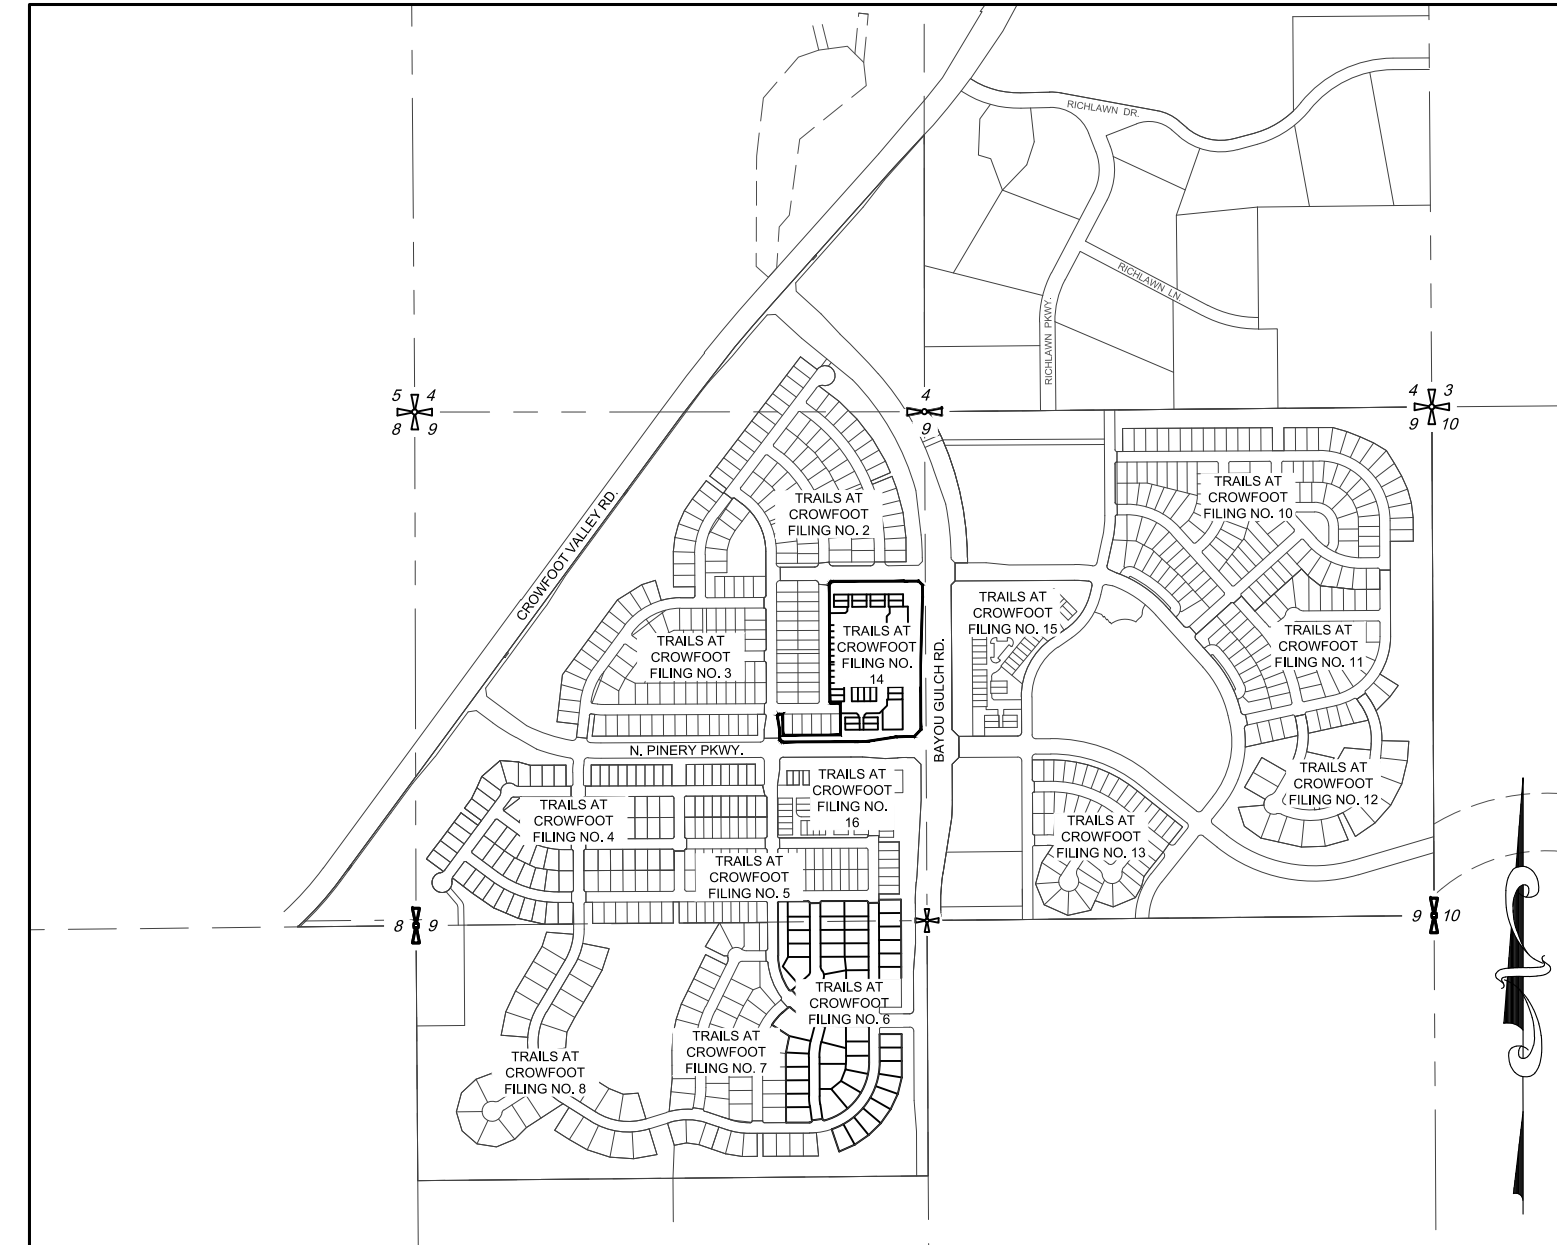 RICHLAWN DR.
RICHLAWN LN.
RICHLAWN PKWY.
5 4
8 9
4
9
4 3
9 10
CROWFOOT VALLEY RD.
TRAILS AT
CROWFOOT
FILING NO. 2
TRAILS AT
CROWFOOT
FILING NO. 10
TRAILS AT
CROWFOOT
FILING NO. 15
TRAILS AT
CROWFOOT
FILING NO. 3
TRAILS AT
CROWFOOT
FILING NO.
14
TRAILS AT
CROWFOOT
FILING NO. 11
BAYOU GULCH RD.
N. PINERY PKWY.
TRAILS AT
CROWFOOT
FILING NO. 12
TRAILS AT
CROWFOOT
FILING NO.
16
TRAILS AT
CROWFOOT
FILING NO. 4
TRAILS AT
CROWFOOT
FILING NO. 13
TRAILS AT
CROWFOOT
FILING NO. 5
8 9
9 10
TRAILS AT
CROWFOOT
FILING NO. 6
TRAILS AT
CROWFOOT
FILING NO. 7
TRAILS AT
CROWFOOT
FILING NO. 8